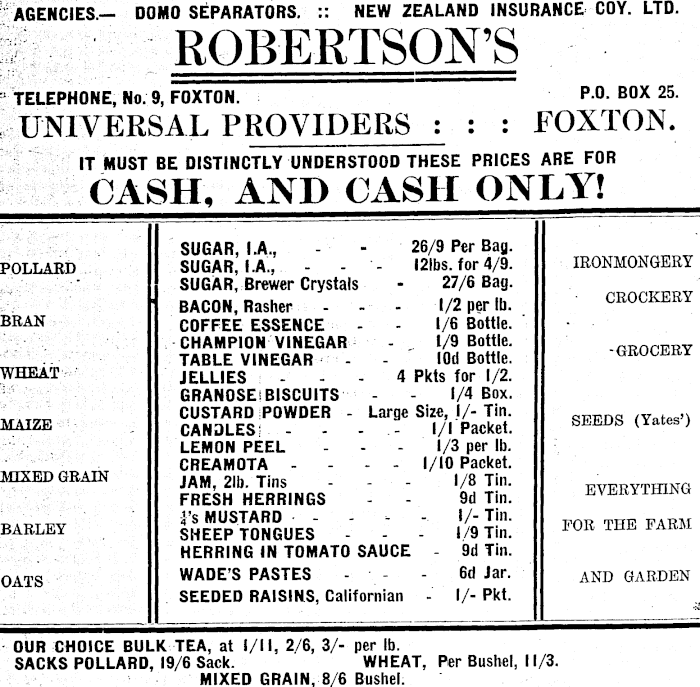 AGENCIES.— DOMO SEPARATORS. :: NEW ZEALAND INSURANCE COY. LTD.
ROBERTSON'S
TELEPHONE, No. 9, FOXTON. P.O. BOX 25.
UNIVERSAL PROVIDERS : : : FOXTON.
IT MUST BE DISTINCTLY UNDERSTOOD THESE PRICES ARE FOR
CASH, AND CASH ONLY!
POLLARD
BRAN
WHEAT
MAIZE
MIXED GRAIN
BARLEY
OATS
SUGAR, I.A., - - 26/9 Per Bag.
SUGAR, I.A., - - - 12lbs. for 4/9.
SUGAR, Brewer Crystals - 27/6 Bag.
BACON, Rasher - - - 1/2 per lb.
COFFEE ESSENCE - - 1/6 Bottle.
CHAMPION VINEGAR - - 1/9 Bottle.
TABLE VINEGAR - - - 10d Bottle.
JELLIES - - - 4 Pkts for 1/2.
GRANOSE BISCUITS - - 1/4 Box.
CUSTARD POWDER - Large Size, 1/- Tin.
CANDLES - - - - 1/1 Packet.
LEMON PEEL - - - 1/3 per lb.
CREAMOTA - - - - 1/10 Packet.
JAM, 2lb. Tins - - - 1/8 Tin.
FRESH HERRINGS - - 9d Tin.
¼'s MUSTARD - - - - 1/- Tin.
SHEEP TONGUES - - - 1/9 Tin.
HERRING IN TOMATO SAUCE - 9d Tin.
WADE'S PASTES - - - 6d Jar.
SEEDED RAISINS, Californian - 1/- Pkt.
IRONMONGERY
CROCKERY
GROCERY
SEEDS (Yates')
EVERYTHING
FOR THE FARM
AND GARDEN
OUR CHOICE BULK TEA, at 1/11, 2/6, 3/- per lb.
SACKS POLLARD, 19/6 Sack. WHEAT, Per Bushel, 11/3.
MIXED GRAIN, 8/6 Bushel.